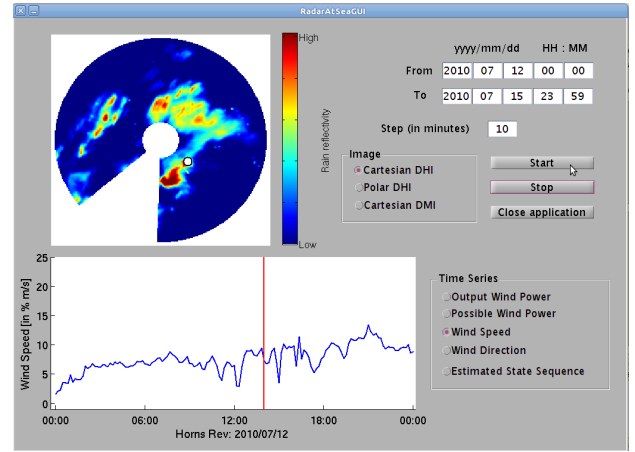 RadarAtSeaGUI
High
Rain reflectivity
Low
yyyy/mm/dd HH : MM
From 2010 07 12 00 00
To 2010 07 15 23 59
Step (in minutes) 10
Image
Cartesian DHI
Polar DHI
Cartesian DMI
Start
Stop
Close application
Wind Speed [in % m/s]
25
20
15
10
5
0
00:00 06:00 12:00 18:00 00:00
Horns Rev: 2010/07/12
Time Series
Output Wind Power
Possible Wind Power
Wind Speed
Wind Direction
Estimated State Sequence